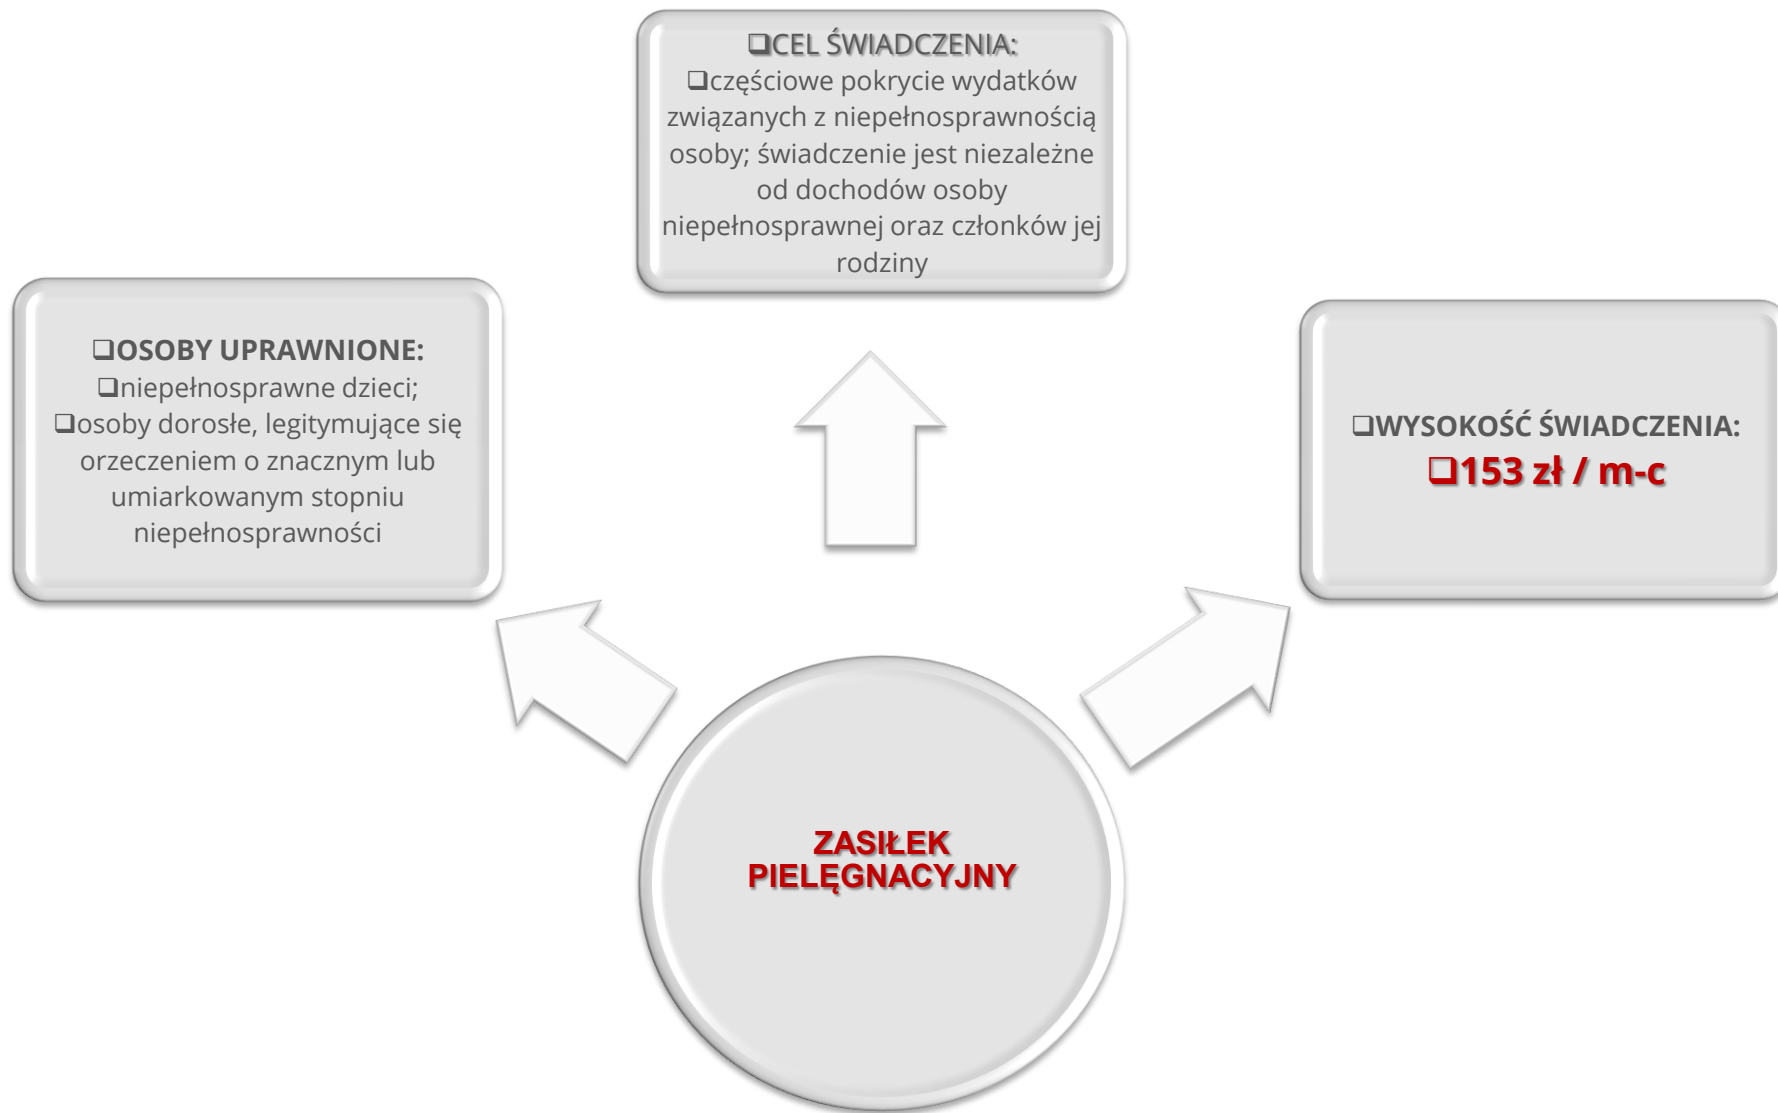 ❑CEL ŚWIADCZENIA:
❑częściowe pokrycie wydatków
związanych z niepełnosprawnością
osoby; świadczenie jest niezależne
od dochodów osoby
niepełnosprawnej oraz członków jej
rodziny
❑OSOBY UPRAWNIONE:
❑niepełnosprawne dzieci;
❑osoby dorosłe, legitymujące się
orzeczeniem o znacznym lub
umiarkowanym stopniu
niepełnosprawności
❑WYSOKOŚĆ ŚWIADCZENIA:
❑153 zł / m-c
ZASIŁEK
PIELĘGNACYJNY